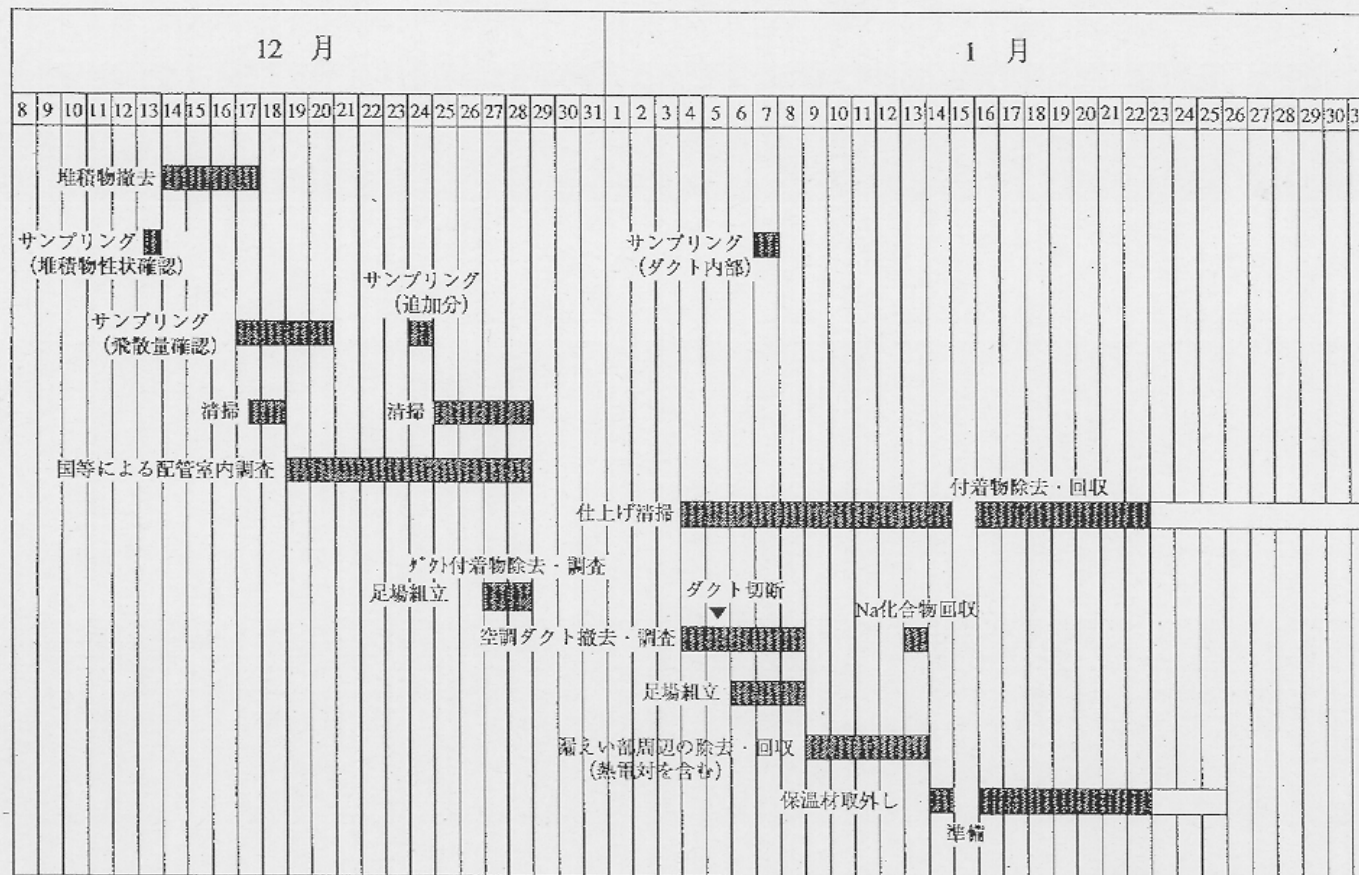 12 月
1 月
8 9 10 11 12 13 14 15 16 17 18 19 20 21 22 23 24 25 26 27 28 29 30 31 1 2 3 4 5 6 7 8 9 10 11 12 13 14 15 16 17 18 19 20 21 22 23 24 25 26 27 28 29 30
堆積物撤去
サンプリング
(堆積物性状確認)
サンプリング
(ダクト内部)
サンプリング
(追加分)
サンプリング
(飛散量確認)
清掃
清掃
国等による配管室内調査
付着物除去・回収
仕上げ清掃
ダクト付着物除去・調査
足場組立
ダクト切断
Na化合物回収
空調ダクト撤去・調査
足場組立
漏えい部周辺の除去・回収
(熱電対を含む)
保温材取外し
準備